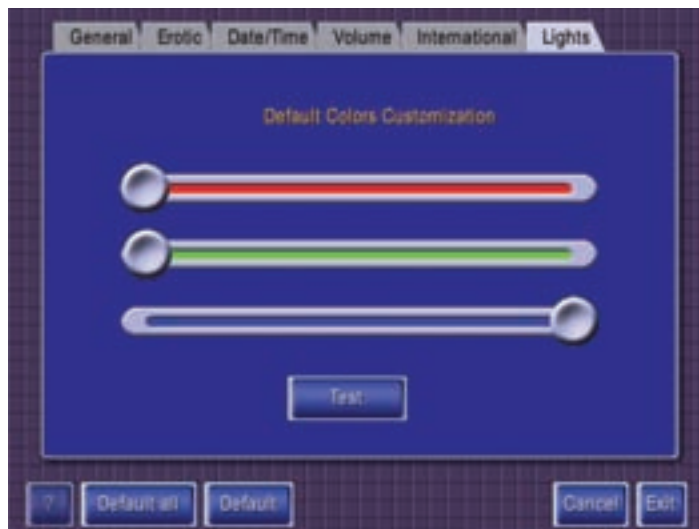 General Erotic Date/Time Volume International Lights
Default Colors Customization
Test
? Default all Default Cancel Exit